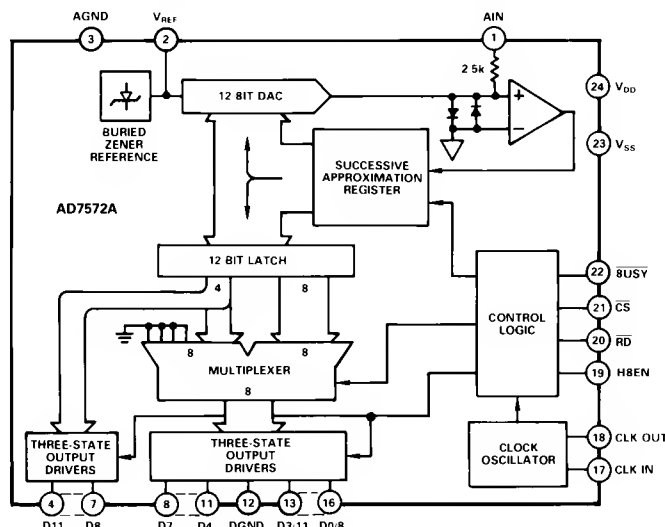 AGND
VREF
AIN
3
2
1
2 5k
12 8IT DAC
+
−
24 VDD
BURIED
ZENER
REFERENCE
23 VSS
SUCCESSIVE
APPROXIMATION
REGISTER
AD7572A
12 BIT LATCH
4
8
22 8USY
21 CS
CONTROL
LOGIC
20 RD
8
8
MULTIPLEXER
8
19 H8EN
THREE-STATE
OUTPUT
DRIVERS
THREE-STATE
OUTPUT
DRIVERS
CLOCK
OSCILLATOR
18 CLK OUT
17 CLK IN
4
7
8
11
12
13
16
D11
D8
D7
D4
DGND
D3·11
D0/8